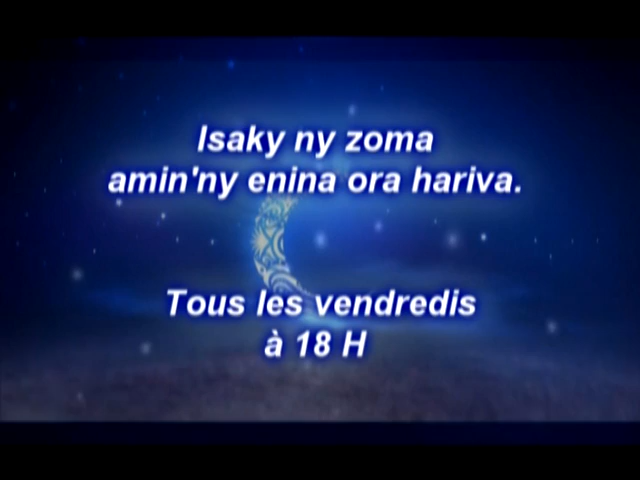 Isaky ny zoma
amin'ny enina ora hariva.
Tous les vendredis
à 18 H